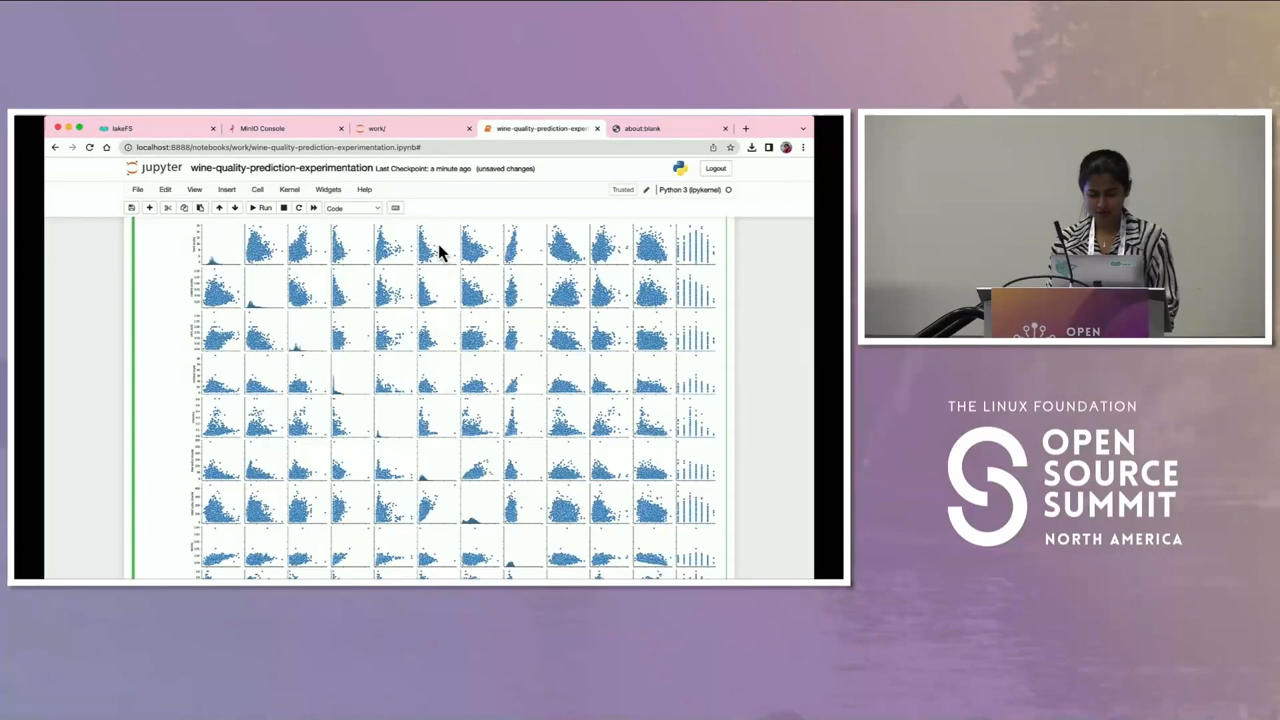 lakeFS
MinIO Console
work/
wine-quality-prediction-experi
about:blank
localhost:8888/notebooks/work/wine-quality-prediction-experimentation.ipynb#
jupyter wine-quality-prediction-experimentation Last Checkpoint: a minute ago (unsaved changes)
Logout
File Edit View Insert Cell Kernel Widgets Help
Trusted
Python 3 (ipykernel)
Run
Code
OPEN
THE LINUX FOUNDATION
OPEN
SOURCE
SUMMIT
NORTH AMERICA